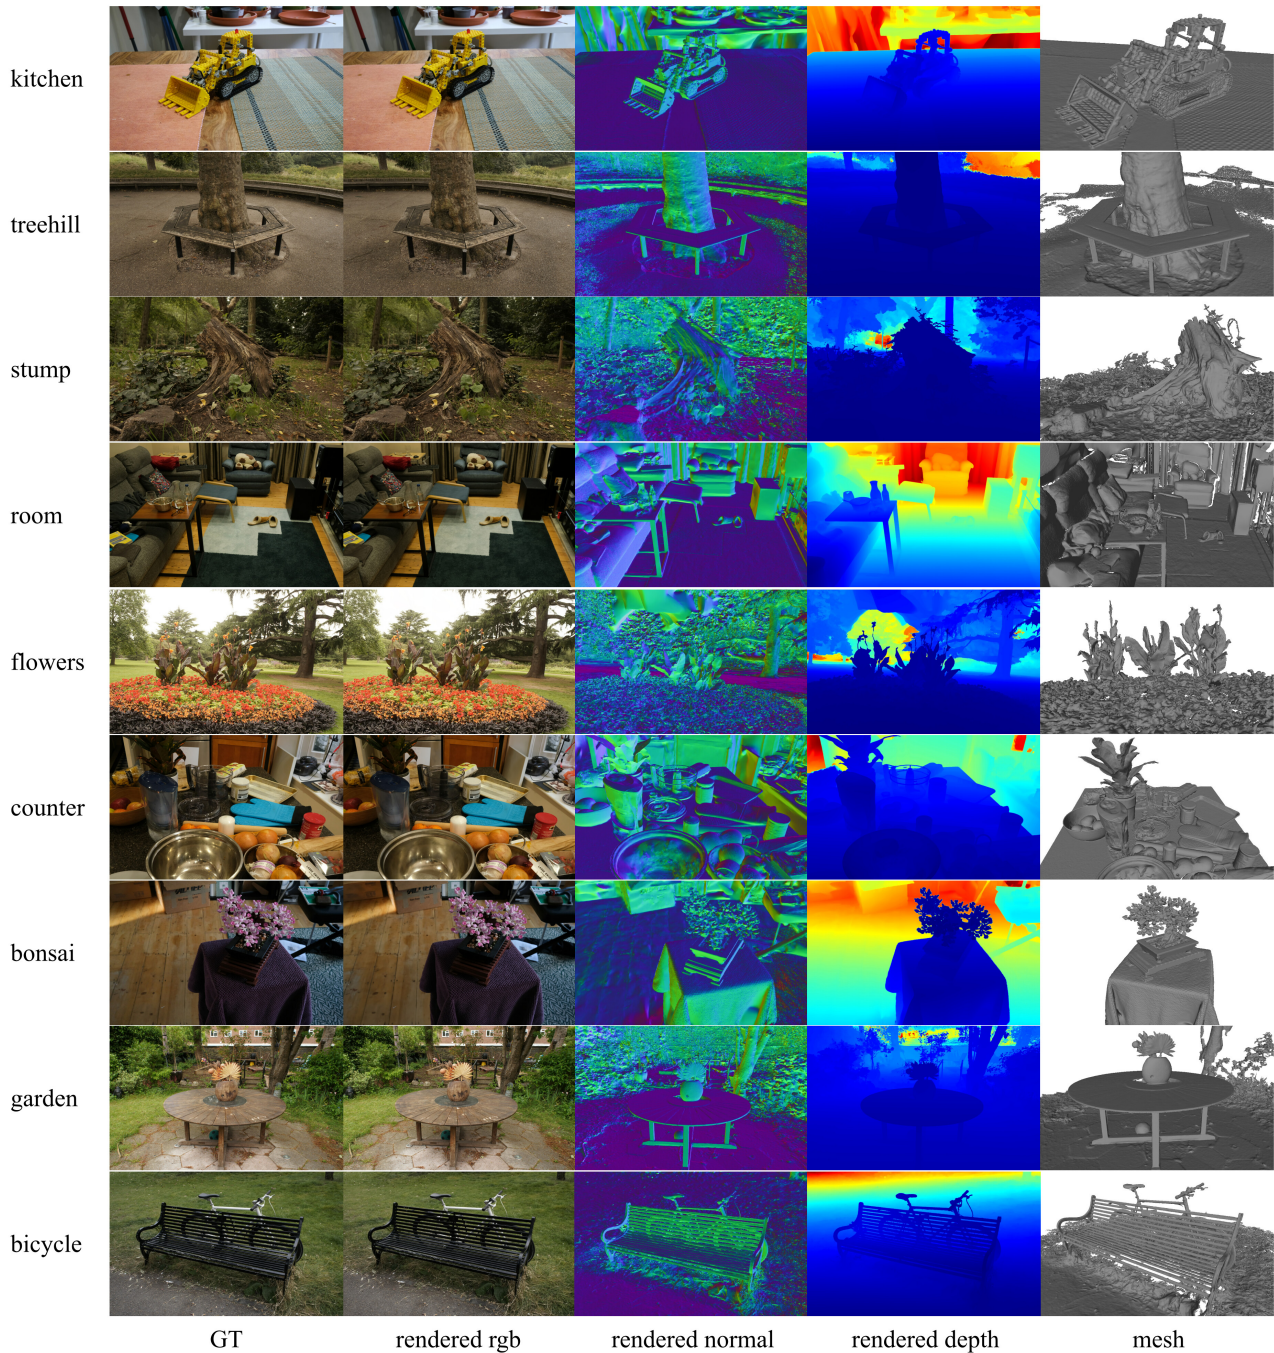 kitchen
treehill
stump
room
flowers
counter
bonsai
garden
bicycle
GT rendered rgb rendered normal rendered depth mesh